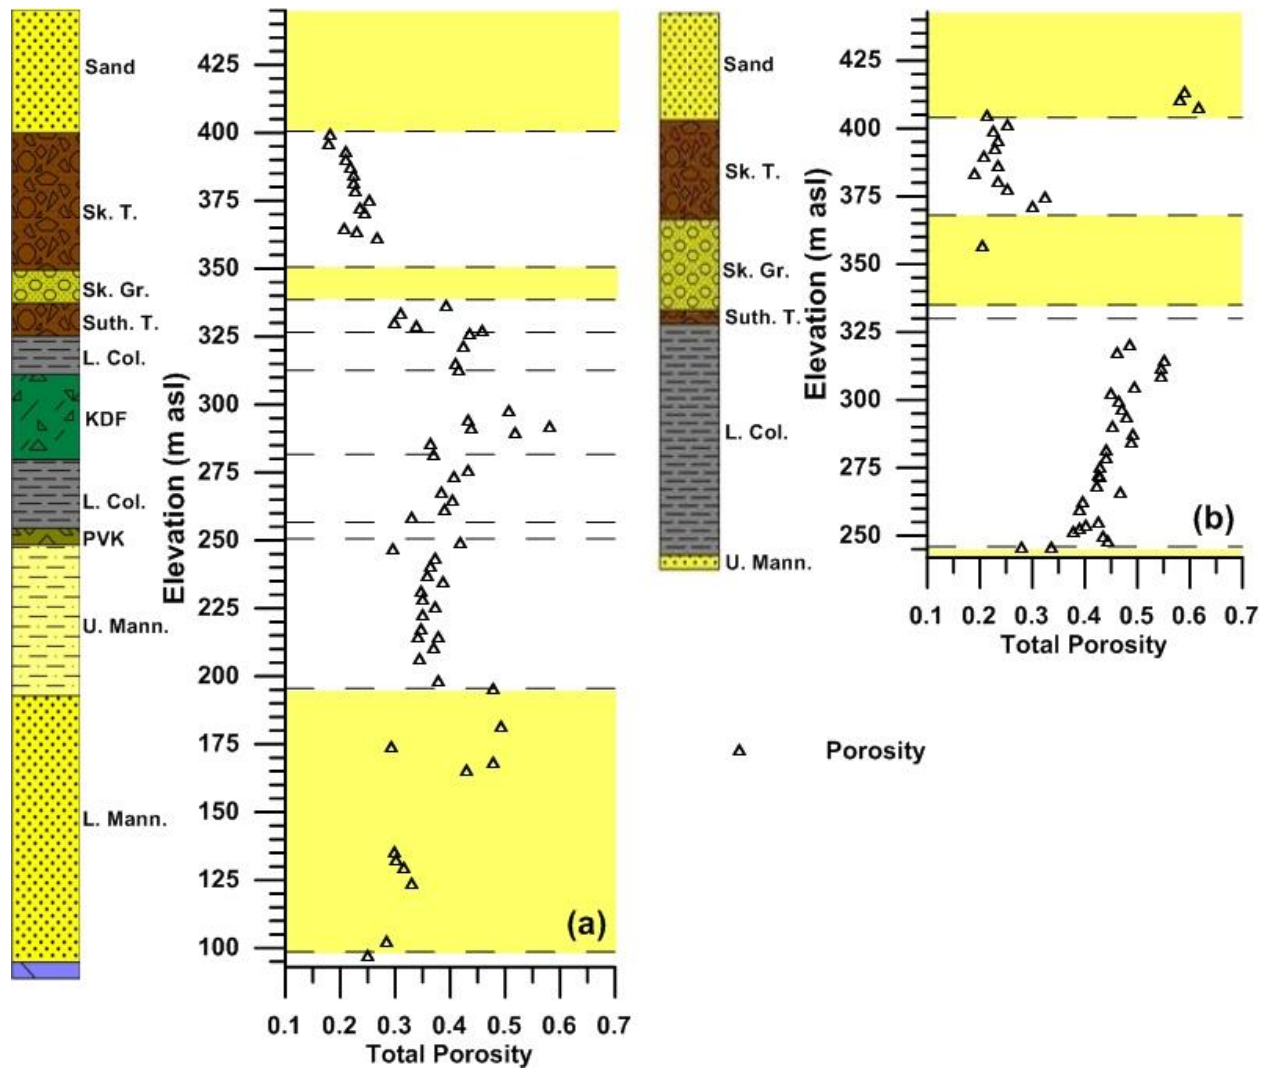 Sand
Sk. T.
Sk. Gr.
Suth. T.
L. Col.
KDF
L. Col.
PVK
U. Mann.
L. Mann.
Elevation (m asl)
425
400
375
350
325
300
275
250
225
200
175
150
125
100
(a)
0.1 0.2 0.3 0.4 0.5 0.6 0.7
Total Porosity
Sand
Sk. T.
Sk. Gr.
Suth. T.
L. Col.
U. Mann.
Elevation (m asl)
425
400
375
350
325
300
275
250
(b)
0.1 0.2 0.3 0.4 0.5 0.6 0.7
Total Porosity
Porosity